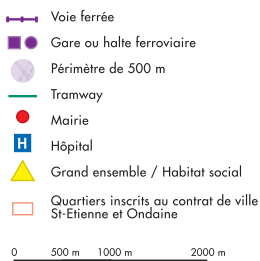 Voie ferrée
Gare ou halte ferroviaire
Périmètre de 500 m
Tramway
Mairie
H Hôpital
Grand ensemble / Habitat social
Quartiers inscrits au contrat de ville
St-Etienne et Ondaine
0 500 m 1000 m 2000 m